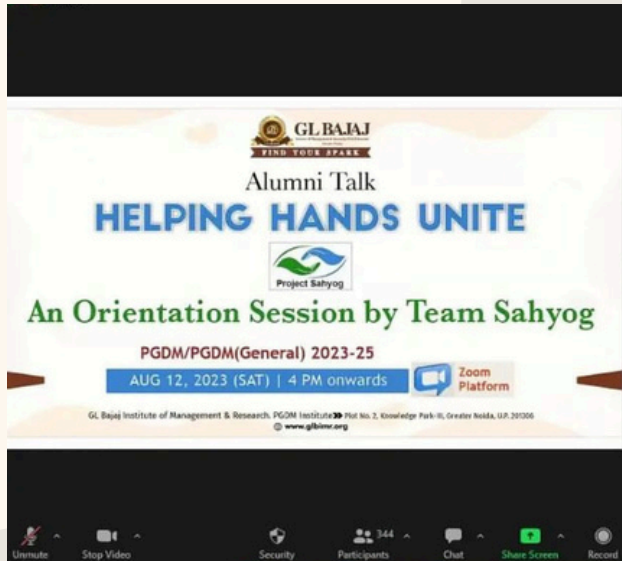 GL BAJAJ
FIND YOUR SPARK
Alumni Talk
HELPING HANDS UNITE
Project Sahyog
An Orientation Session by Team Sahyog
PGDM/PGDM(General) 2023-25
AUG 12, 2023 (SAT) | 4 PM onwards
Zoom
Platform
GL Bajaj Institute of Management & Research, PGDM Institute Plot No. 2, Knowledge Park-III, Greater Noida, U.P. 201306
www.glbimr.org
344
Unmute Stop Video Security Participants Chat Share Screen Record